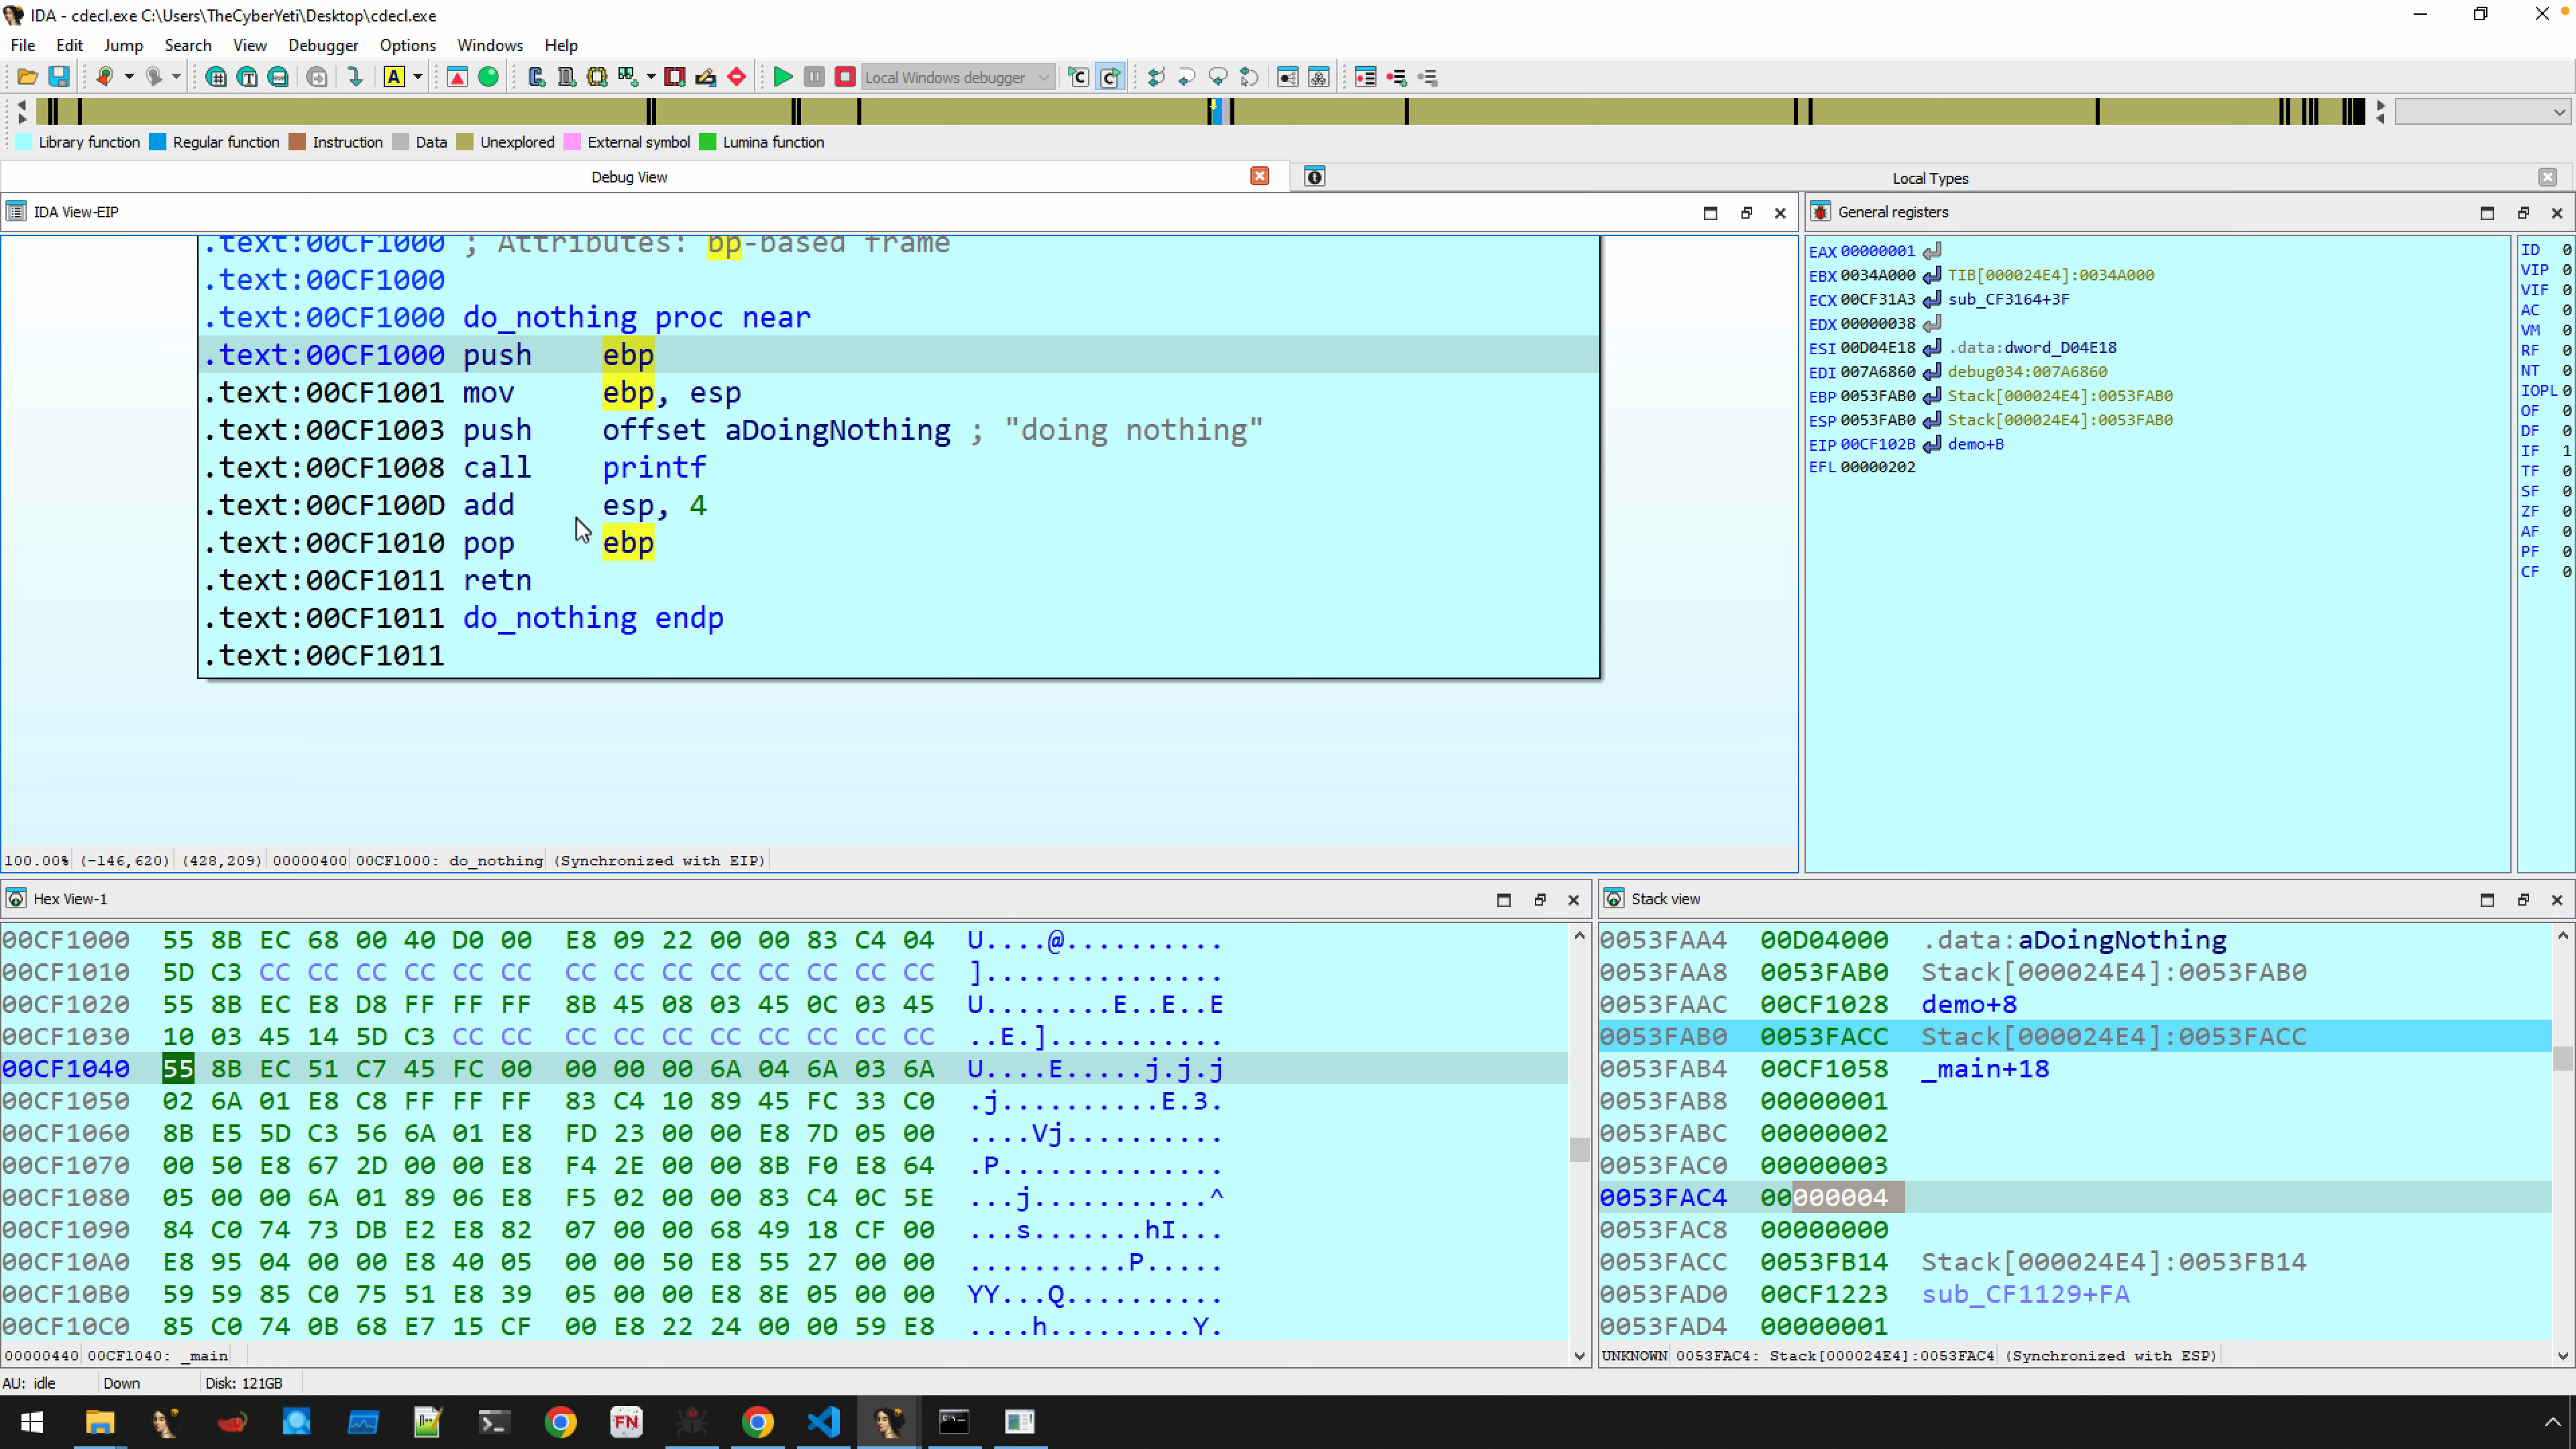 IDA - cdecl.exe C:\Users\TheCyberYeti\Desktop\cdecl.exe
File Edit Jump Search View Debugger Options Windows Help
Local Windows debugger
Library function Regular function Instruction Data Unexplored External symbol Lumina function
Debug View
Local Types
IDA View-EIP
.text:00CF1000 ; Attributes: bp-based frame
.text:00CF1000
.text:00CF1000 do_nothing proc near
.text:00CF1000 push ebp
.text:00CF1001 mov ebp, esp
.text:00CF1003 push offset aDoingNothing ; "doing nothing"
.text:00CF1008 call printf
.text:00CF100D add esp, 4
.text:00CF1010 pop ebp
.text:00CF1011 retn
.text:00CF1011 do_nothing endp
.text:00CF1011
100.00% (-146,620) (428,209) 00000400 00CF1000: do_nothing (Synchronized with EIP)
General registers
EAX 00000001
EBX 0034A000 TIB[000024E4]:0034A000
ECX 00CF31A3 sub_CF3164+3F
EDX 00000038
ESI 00D04E18 .data:dword_D04E18
EDI 007A6860 debug034:007A6860
EBP 0053FAB0 Stack[000024E4]:0053FAB0
ESP 0053FAB0 Stack[000024E4]:0053FAB0
EIP 00CF102B demo+B
EFL 00000202
ID 0
VIP 0
VIF 0
AC 0
VM 0
RF 0
NT 0
IOPL 0
OF 0
DF 0
IF 1
TF 0
SF 0
ZF 0
AF 0
PF 0
CF 0
Hex View-1
00CF1000 55 8B EC 68 00 40 D0 00 E8 09 22 00 00 83 C4 04 U....@..........
00CF1010 5D C3 CC CC CC CC CC CC CC CC CC CC CC CC CC CC ]...............
00CF1020 55 8B EC E8 D8 FF FF FF 8B 45 08 03 45 0C 03 45 U........E..E..E
00CF1030 10 03 45 14 5D C3 CC CC CC CC CC CC CC CC CC CC ..E.]...........
00CF1040 55 8B EC 51 C7 45 FC 00 00 00 00 6A 04 6A 03 6A U....E.....j.j.j
00CF1050 02 6A 01 E8 C8 FF FF FF 83 C4 10 89 45 FC 33 C0 .j..........E.3.
00CF1060 8B E5 5D C3 56 6A 01 E8 FD 23 00 00 E8 7D 05 00 ....Vj..........
00CF1070 00 50 E8 67 2D 00 00 E8 F4 2E 00 00 8B F0 E8 64 .P..............
00CF1080 05 00 00 6A 01 89 06 E8 F5 02 00 00 83 C4 0C 5E ...j...........^
00CF1090 84 C0 74 73 DB E2 E8 82 07 00 00 68 49 18 CF 00 ...s.......hI...
00CF10A0 E8 95 04 00 00 E8 40 05 00 00 50 E8 55 27 00 00 ..........P.....
00CF10B0 59 59 85 C0 75 51 E8 39 05 00 00 E8 8E 05 00 00 YY...Q..........
00CF10C0 85 C0 74 0B 68 E7 15 CF 00 E8 22 24 00 00 59 E8 ....h.........Y.
00000440 00CF1040: _main
Stack view
0053FAA4 00D04000 .data:aDoingNothing
0053FAA8 0053FAB0 Stack[000024E4]:0053FAB0
0053FAAC 00CF1028 demo+8
0053FAB0 0053FACC Stack[000024E4]:0053FACC
0053FAB4 00CF1058 _main+18
0053FAB8 00000001
0053FABC 00000002
0053FAC0 00000003
0053FAC4 00000004
0053FAC8 00000000
0053FACC 0053FB14 Stack[000024E4]:0053FB14
0053FAD0 00CF1223 sub_CF1129+FA
0053FAD4 00000001
UNKNOWN 0053FAC4: Stack[000024E4]:0053FAC4 (Synchronized with ESP)
AU: idle Down Disk: 121GB
FN